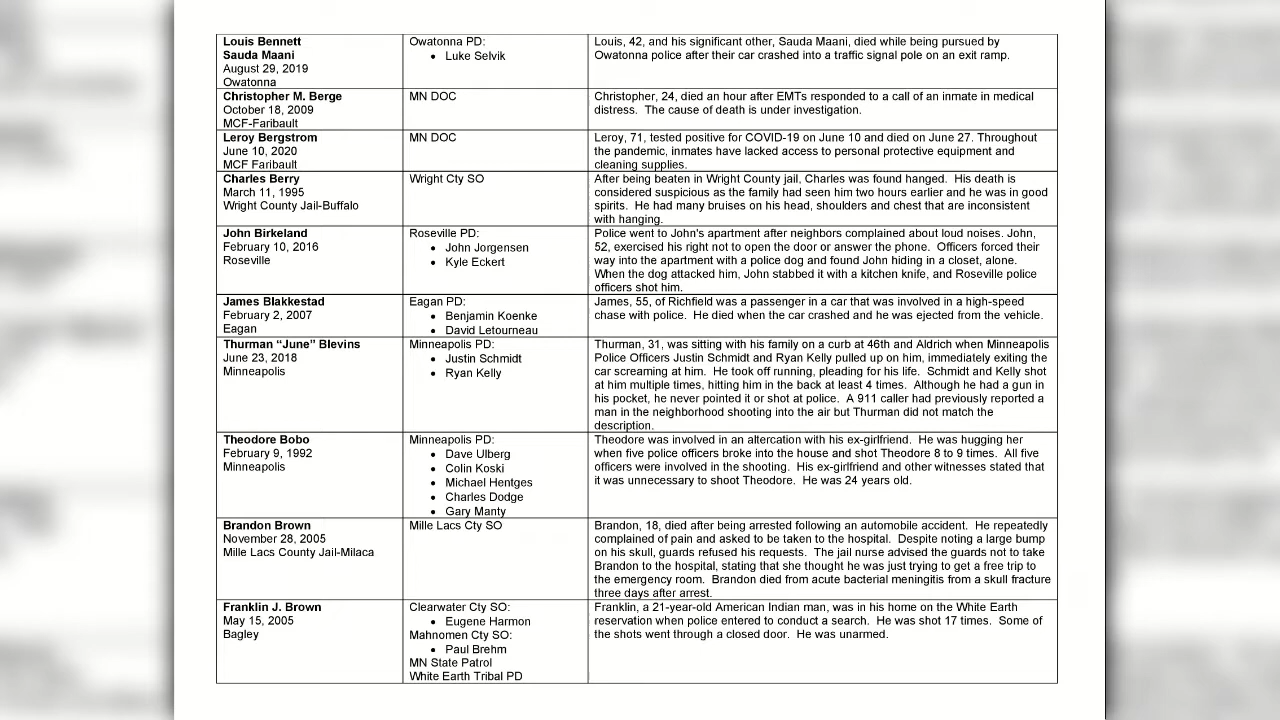 Louis Bennett
Sauda Maani
August 29, 2019
Owatonna
Owatonna PD:
• Luke Selvik
Louis, 42, and his significant other, Sauda Maani, died while being pursued by
Owatonna police after their car crashed into a traffic signal pole on an exit ramp.
Christopher M. Berge
October 18, 2009
MCF-Faribault
MN DOC
Christopher, 24, died an hour after EMTs responded to a call of an inmate in medical
distress.  The cause of death is under investigation.
Leroy Bergstrom
June 10, 2020
MCF Faribault
MN DOC
Leroy, 71, tested positive for COVID-19 on June 10 and died on June 27. Throughout
the pandemic, inmates have lacked access to personal protective equipment and
cleaning supplies.
Charles Berry
March 11, 1995
Wright County Jail-Buffalo
Wright Cty SO
After being beaten in Wright County jail, Charles was found hanged.  His death is
considered suspicious as the family had seen him two hours earlier and he was in good
spirits.  He had many bruises on his head, shoulders and chest that are inconsistent
with hanging.
John Birkeland
February 10, 2016
Roseville
Roseville PD:
• John Jorgensen
• Kyle Eckert
Police went to John's apartment after neighbors complained about loud noises. John,
52, exercised his right not to open the door or answer the phone.  Officers forced their
way into the apartment with a police dog and found John hiding in a closet, alone.
When the dog attacked him, John stabbed it with a kitchen knife, and Roseville police
officers shot him.
James Blakkestad
February 2, 2007
Eagan
Eagan PD:
• Benjamin Koenke
• David Letourneau
James, 55, of Richfield was a passenger in a car that was involved in a high-speed
chase with police.  He died when the car crashed and he was ejected from the vehicle.
Thurman “June” Blevins
June 23, 2018
Minneapolis
Minneapolis PD:
• Justin Schmidt
• Ryan Kelly
Thurman, 31, was sitting with his family on a curb at 46th and Aldrich when Minneapolis
Police Officers Justin Schmidt and Ryan Kelly pulled up on him, immediately exiting the
car screaming at him.  He took off running, pleading for his life.  Schmidt and Kelly shot
at him multiple times, hitting him in the back at least 4 times.  Although he had a gun in
his pocket, he never pointed it or shot at police.  A 911 caller had previously reported a
man in the neighborhood shooting into the air but Thurman did not match the
description.
Theodore Bobo
February 9, 1992
Minneapolis
Minneapolis PD:
• Dave Ulberg
• Colin Koski
• Michael Hentges
• Charles Dodge
• Gary Manty
Theodore was involved in an altercation with his ex-girlfriend.  He was hugging her
when five police officers broke into the house and shot Theodore 8 to 9 times.  All five
officers were involved in the shooting.  His ex-girlfriend and other witnesses stated that
it was unnecessary to shoot Theodore.  He was 24 years old.
Brandon Brown
November 28, 2005
Mille Lacs County Jail-Milaca
Mille Lacs Cty SO
Brandon, 18, died after being arrested following an automobile accident.  He repeatedly
complained of pain and asked to be taken to the hospital.  Despite noting a large bump
on his skull, guards refused his requests.  The jail nurse advised the guards not to take
Brandon to the hospital, stating that she thought he was just trying to get a free trip to
the emergency room.  Brandon died from acute bacterial meningitis from a skull fracture
three days after arrest.
Franklin J. Brown
May 15, 2005
Bagley
Clearwater Cty SO:
• Eugene Harmon
Mahnomen Cty SO:
• Paul Brehm
MN State Patrol
White Earth Tribal PD
Franklin, a 21-year-old American Indian man, was in his home on the White Earth
reservation when police entered to conduct a search.  He was shot 17 times.  Some of
the shots went through a closed door.  He was unarmed.